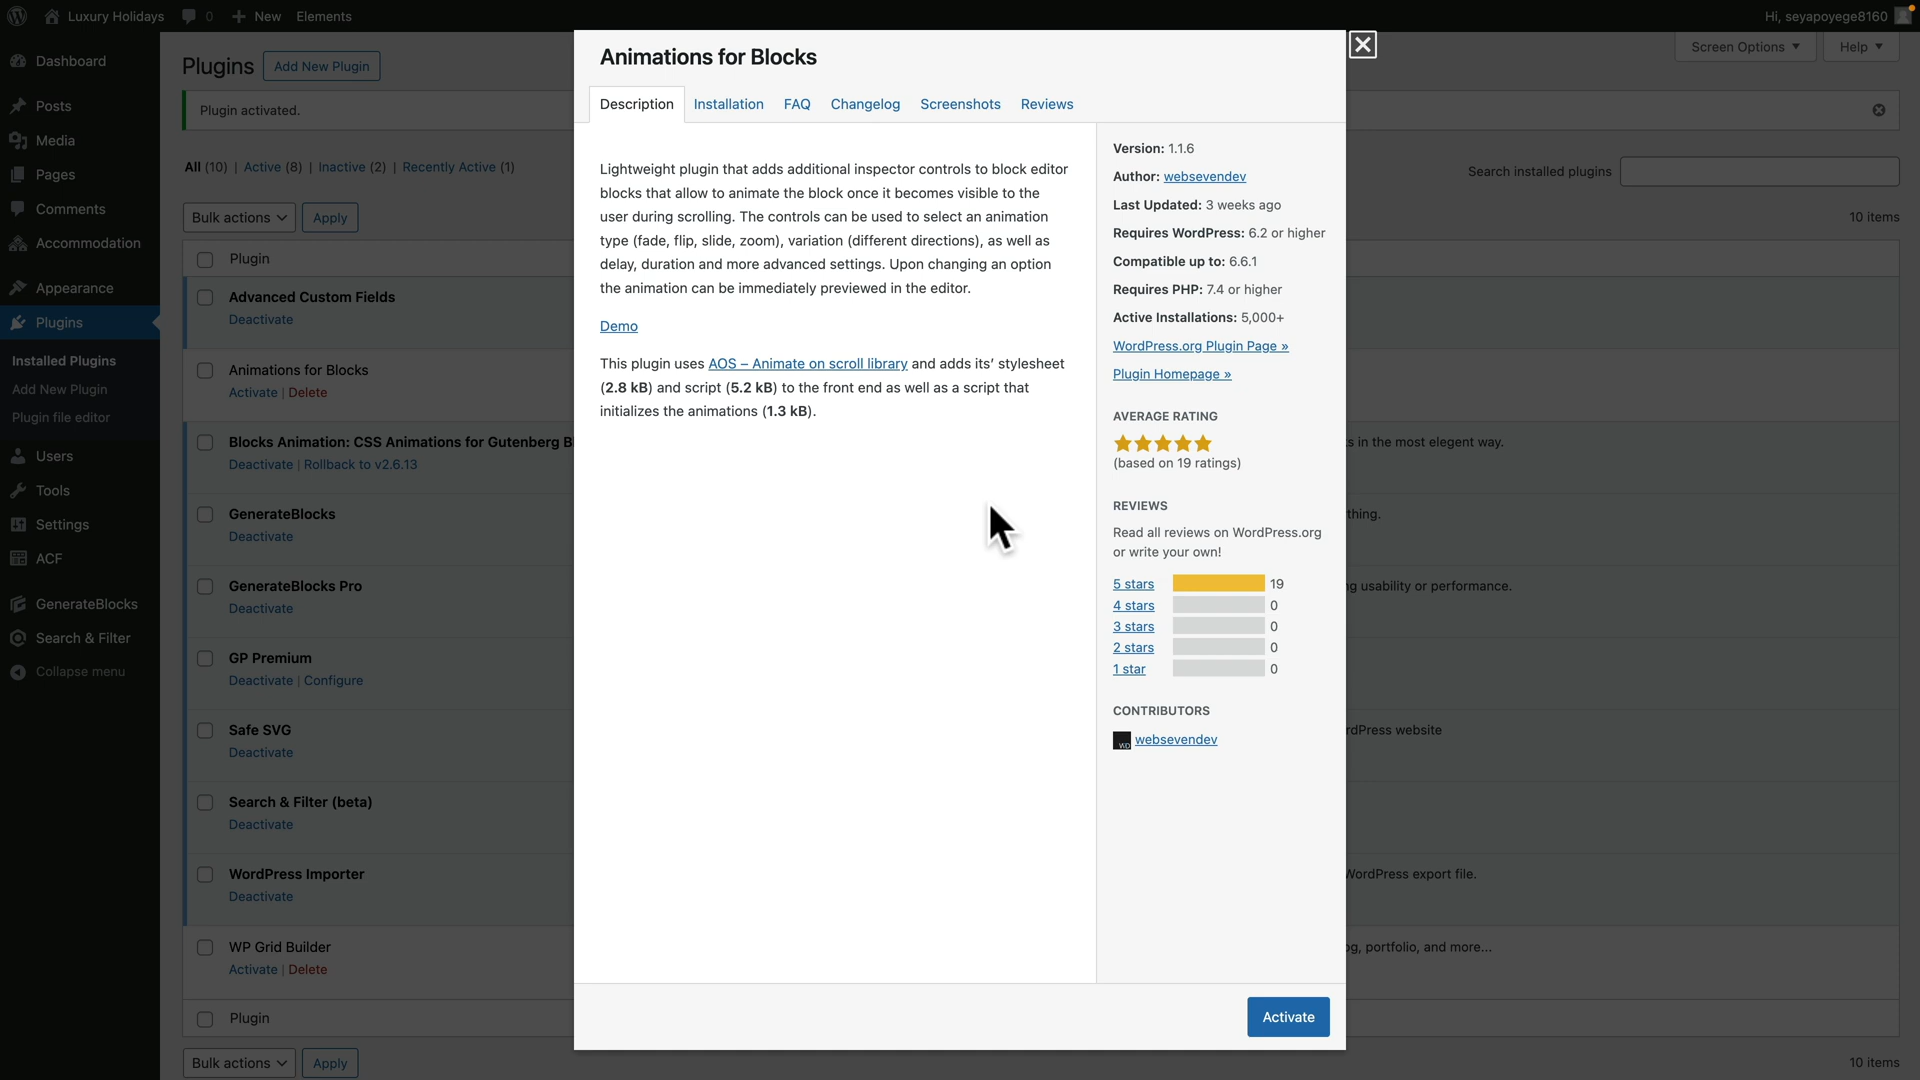 Luxury Holidays
0
New
Elements
Hi, seyapoyege8160
Dashboard
Posts
Media
Pages
Comments
Accommodation
Appearance
Plugins
Installed Plugins
Add New Plugin
Plugin file editor
Users
Tools
Settings
ACF
GenerateBlocks
Search & Filter
Collapse menu
Plugins
Add New Plugin
Screen Options
Help
Plugin activated.
All (10) | Active (8) | Inactive (2) | Recently Active (1)
Search installed plugins
Bulk actions
Apply
10 items
Plugin
Advanced Custom Fields
Deactivate
Animations for Blocks
Activate | Delete
Blocks Animation: CSS Animations for Gutenberg B
Deactivate | Rollback to v2.6.13
s in the most elegent way.
GenerateBlocks
Deactivate
thing.
GenerateBlocks Pro
Deactivate
ng usability or performance.
GP Premium
Deactivate | Configure
Safe SVG
Deactivate
rdPress website
Search & Filter (beta)
Deactivate
WordPress Importer
Deactivate
WordPress export file.
WP Grid Builder
Activate | Delete
og, portfolio, and more...
Plugin
Bulk actions
Apply
10 items
Animations for Blocks
Description
Installation
FAQ
Changelog
Screenshots
Reviews
Lightweight plugin that adds additional inspector controls to block editor
blocks that allow to animate the block once it becomes visible to the
user during scrolling. The controls can be used to select an animation
type (fade, flip, slide, zoom), variation (different directions), as well as
delay, duration and more advanced settings. Upon changing an option
the animation can be immediately previewed in the editor.
Demo
This plugin uses AOS – Animate on scroll library and adds its’ stylesheet
(2.8 kB) and script (5.2 kB) to the front end as well as a script that
initializes the animations (1.3 kB).
Version: 1.1.6
Author: websevendev
Last Updated: 3 weeks ago
Requires WordPress: 6.2 or higher
Compatible up to: 6.6.1
Requires PHP: 7.4 or higher
Active Installations: 5,000+
WordPress.org Plugin Page »
Plugin Homepage »
AVERAGE RATING
(based on 19 ratings)
REVIEWS
Read all reviews on WordPress.org
or write your own!
5 stars 19
4 stars 0
3 stars 0
2 stars 0
1 star 0
CONTRIBUTORS
websevendev
Activate